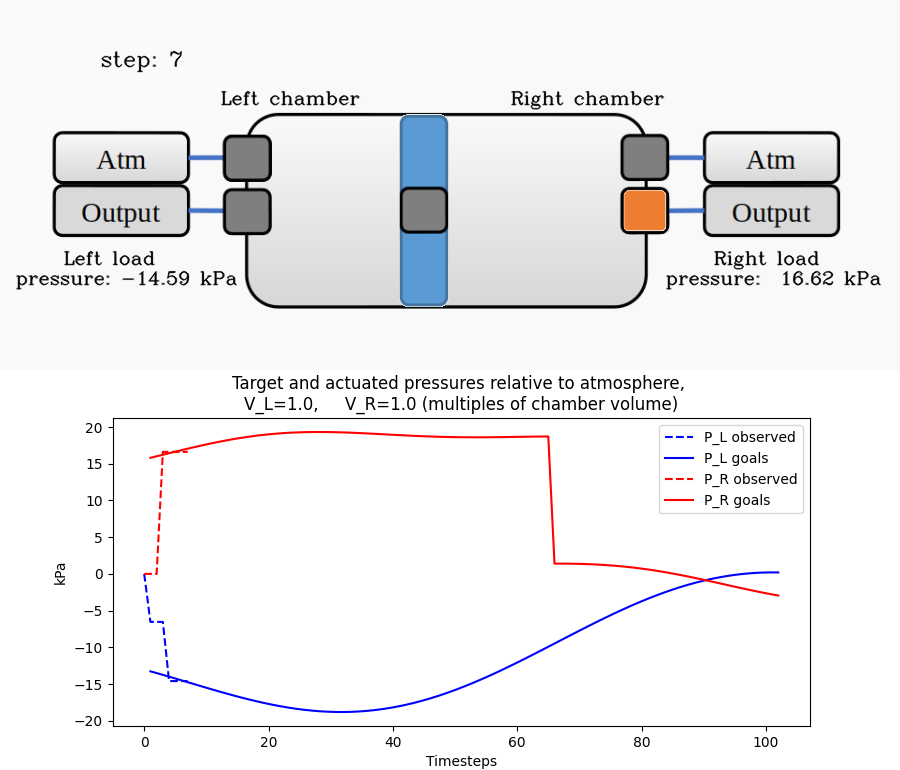 step: 7
Left chamber
Right chamber
Atm
Output
Atm
Output
Left load
pressure: -14.59 kPa
Right load
pressure: 16.62 kPa
Target and actuated pressures relative to atmosphere,
V_L=1.0, V_R=1.0 (multiples of chamber volume)
20
15
10
5
0
−5
−10
−15
−20
kPa
P_L observed
P_L goals
P_R observed
P_R goals
0 20 40 60 80 100
Timesteps